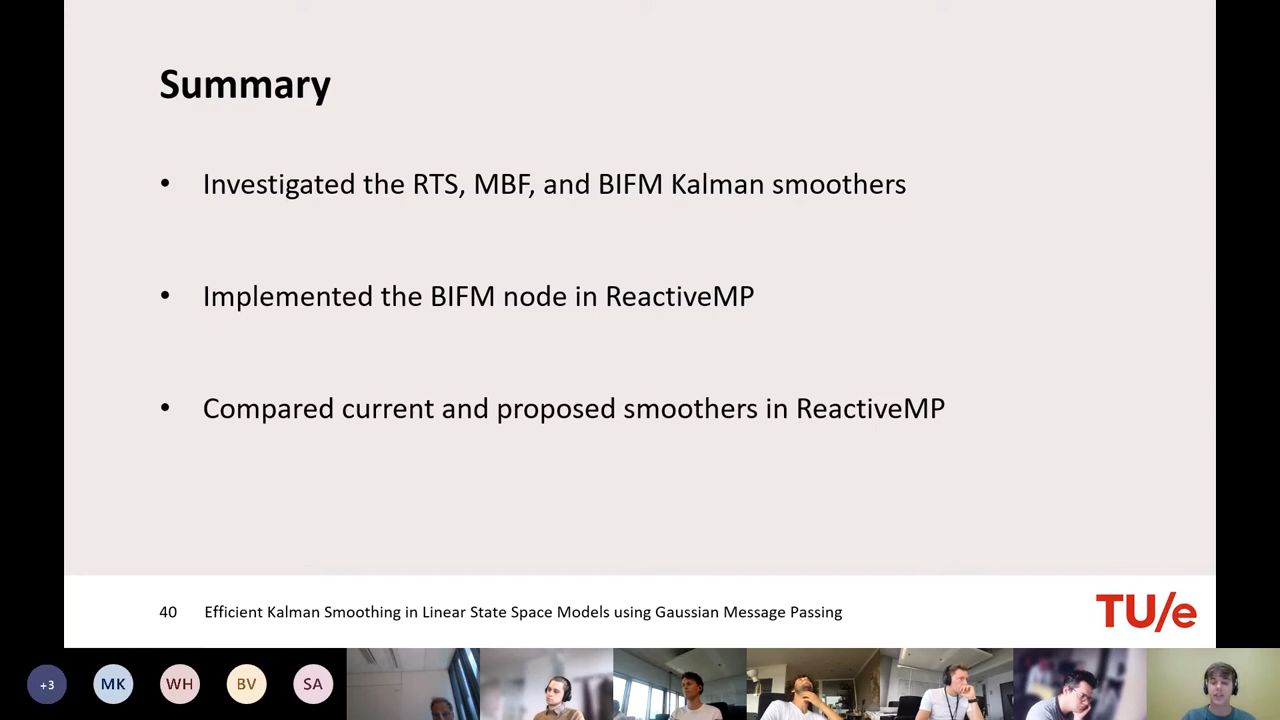 Summary
• Investigated the RTS, MBF, and BIFM Kalman smoothers
• Implemented the BIFM node in ReactiveMP
• Compared current and proposed smoothers in ReactiveMP
40 Efficient Kalman Smoothing in Linear State Space Models using Gaussian Message Passing
TU/e
+3 MK WH BV SA